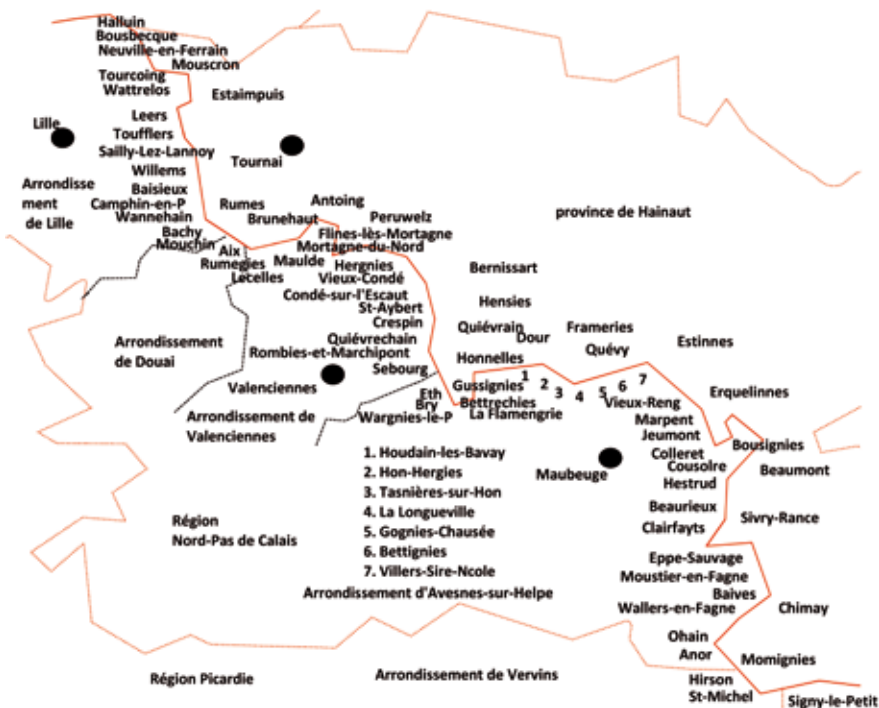 Halluin
Bousbecque
Neuville-en-Ferrain
Mouscron
Tourcoing
Wattrelos
Estaimpuis
Leers
Lille
Toufflers
Sailly-Lez-Lannoy
Tournai
Willems
Arrondisse
ment
de Lille
Baisieux
Camphin-en-P
Wannehain
Rumes
Antoing
Brunehaut
Peruwelz
province de Hainaut
Bachy
Mouchin
Flines-lès-Mortagne
Mortagne-du-Nord
Aix
Rumegies
Maulde
Lecelles
Hergnies
Vieux-Condé
Bernissart
Condé-sur-l'Escaut
St-Aybert
Hensies
Crespin
Quiévrain
Frameries
Dour
Arrondissement
de Douai
Quiévrechain
Rombies-et-Marchipont
Quévy
Estinnes
Honnelles
Sebourg
Valenciennes
Gussignies
1
2
3
4
5
6
7
Eth
Bry
Bettrechies
Vieux-Reng
Erquelinnes
Arrondissement de
Valenciennes
Wargnies-le-P
La Flamengrie
Marpent
Jeumont
Bousignies
1. Houdain-les-Bavay
2. Hon-Hergies
3. Tasnières-sur-Hon
4. La Longueville
5. Gognies-Chausée
6. Bettignies
7. Villers-Sire-Ncole
Colleret
Cousolre
Maubeuge
Hestrud
Beaumont
Beaurieux
Clairfayts
Sivry-Rance
Région
Nord-Pas de Calais
Eppe-Sauvage
Moustier-en-Fagne
Baives
Arrondissement d'Avesnes-sur-Helpe
Wallers-en-Fagne
Chimay
Ohain
Anor
Momignies
Région Picardie
Arrondissement de Vervins
Hirson
St-Michel
Signy-le-Petit